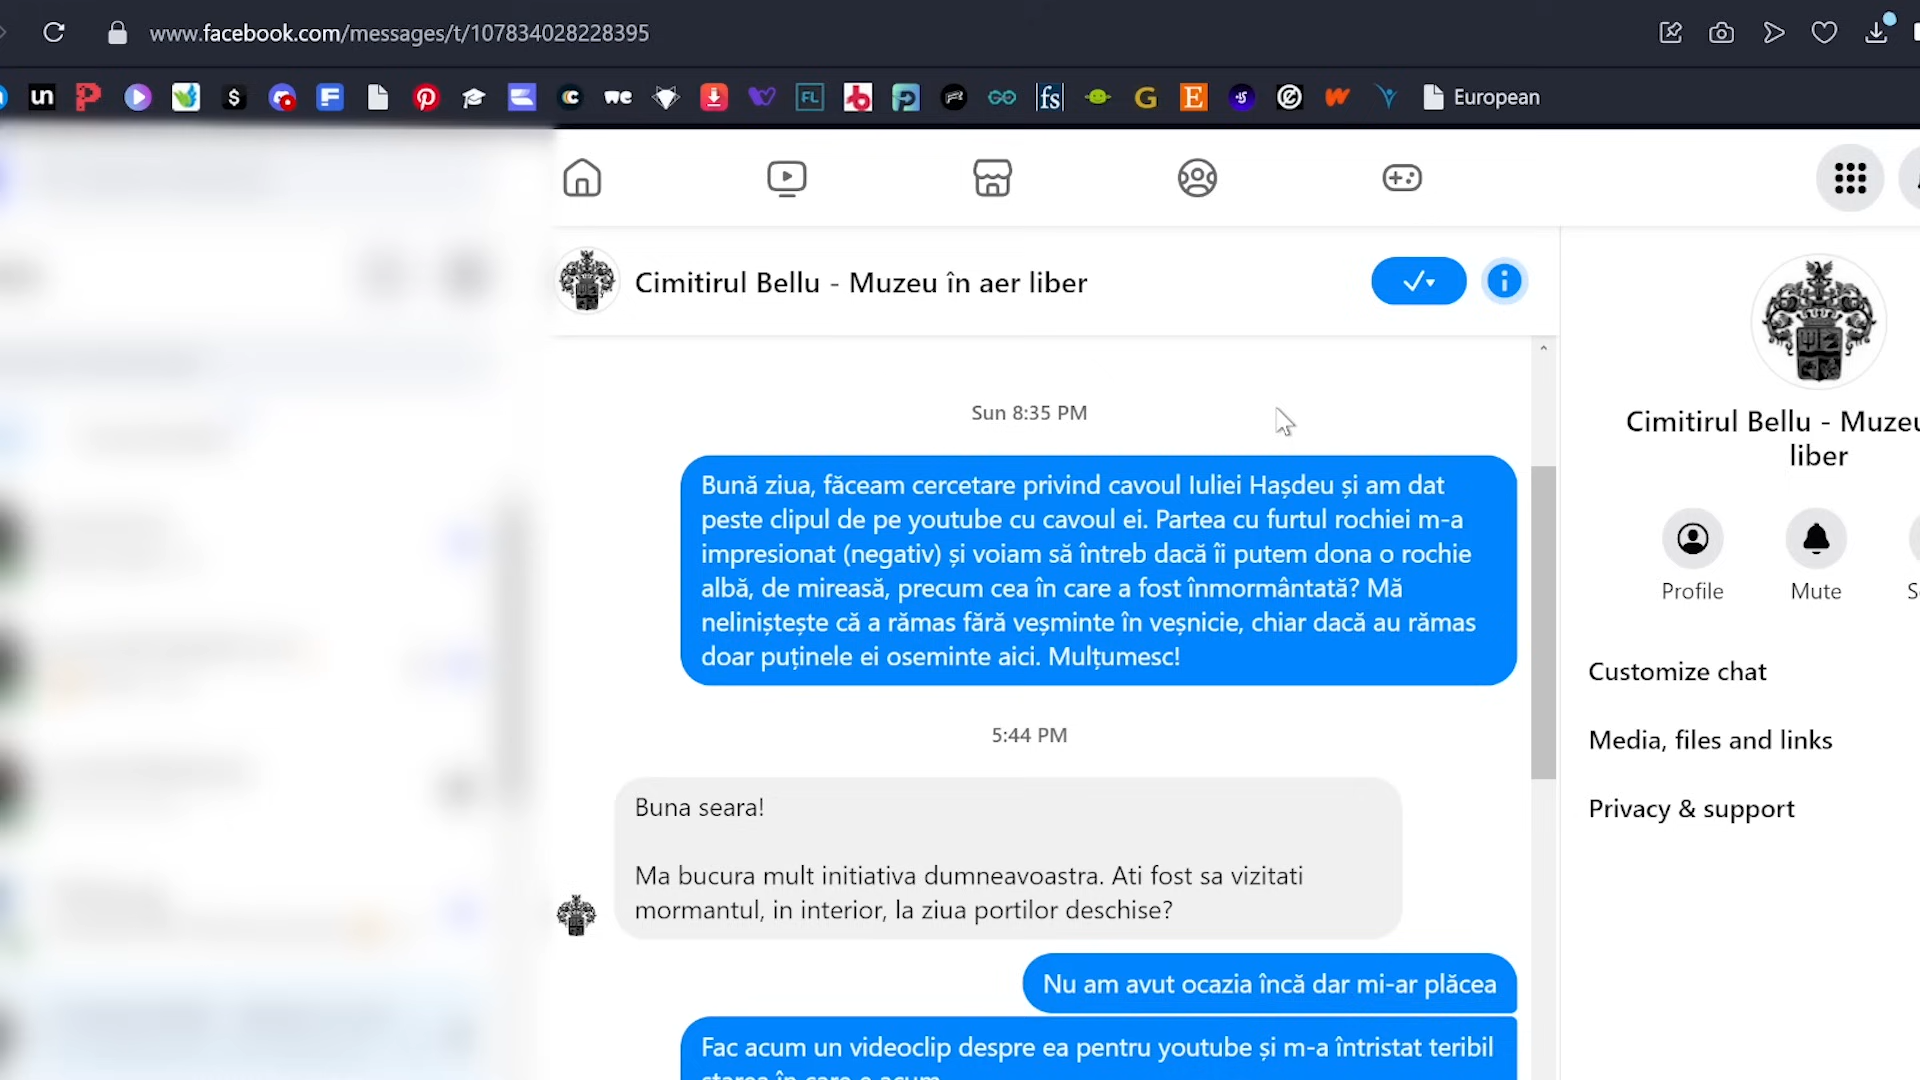 www.facebook.com/messages/t/107834028228395
un
$
FL
we
fs
G
E
European
Cimitirul Bellu - Muzeu în aer liber
Sun 8:35 PM
Bună ziua, făceam cercetare privind cavoul Iuliei Hașdeu și am dat
peste clipul de pe youtube cu cavoul ei. Partea cu furtul rochiei m-a
impresionat (negativ) și voiam să întreb dacă îi putem dona o rochie
albă, de mireasă, precum cea în care a fost înmormântată? Mă
neliniștește că a rămas fără veșminte în veșnicie, chiar dacă au rămas
doar puținele ei oseminte aici. Mulțumesc!
5:44 PM
Buna seara!
Ma bucura mult initiativa dumneavoastra. Ati fost sa vizitati
mormantul, in interior, la ziua portilor deschise?
Nu am avut ocazia încă dar mi-ar plăcea
Fac acum un videoclip despre ea pentru youtube și m-a întristat teribil
starea în care e acum
Cimitirul Bellu - Muzeu
liber
Profile
Mute
Customize chat
Media, files and links
Privacy & support